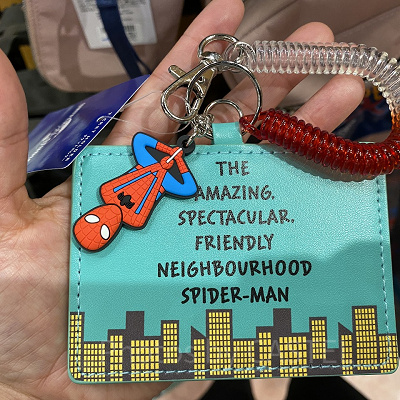 THE
AMAZING,
SPECTACULAR,
FRIENDLY
NEIGHBOURHOOD
SPIDER-MAN